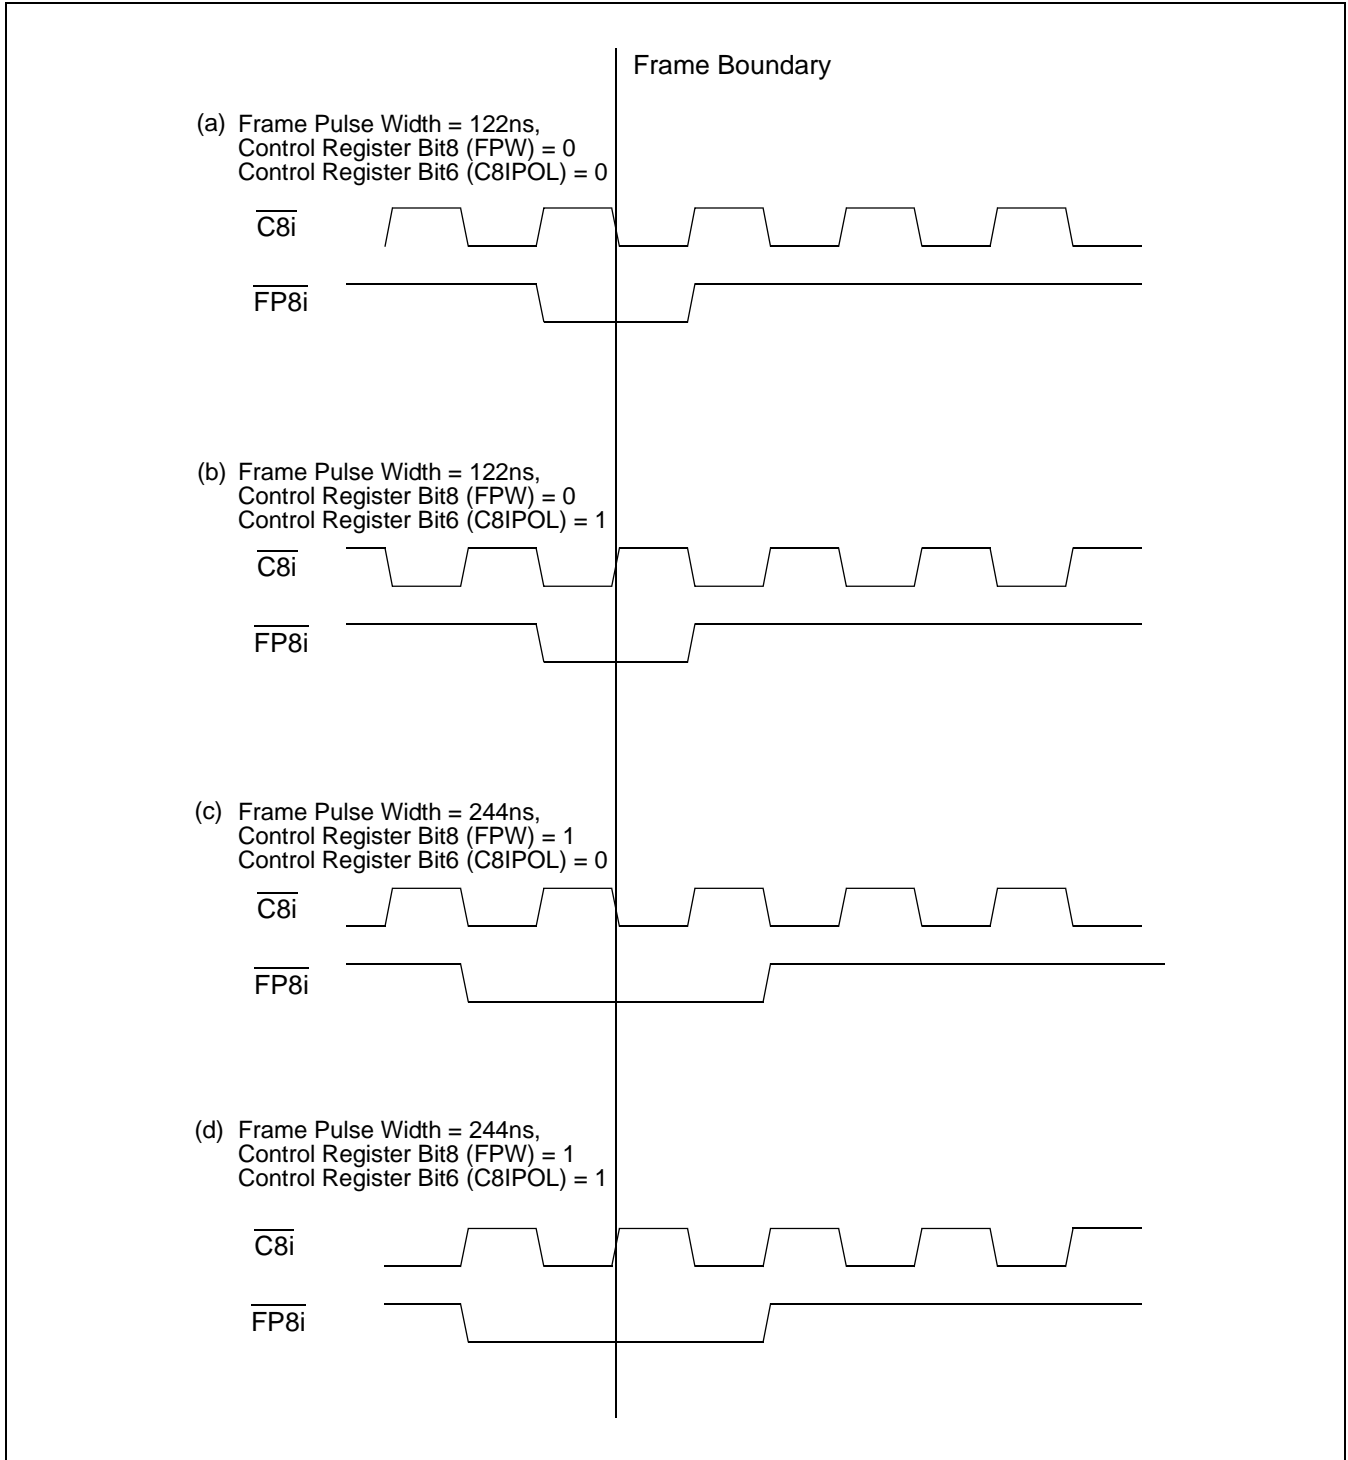 Frame Boundary
(a) Frame Pulse Width = 122ns,
Control Register Bit8 (FPW) = 0
Control Register Bit6 (C8IPOL) = 0
C8i
FP8i
(b) Frame Pulse Width = 122ns,
Control Register Bit8 (FPW) = 0
Control Register Bit6 (C8IPOL) = 1
C8i
FP8i
(c) Frame Pulse Width = 244ns,
Control Register Bit8 (FPW) = 1
Control Register Bit6 (C8IPOL) = 0
C8i
FP8i
(d) Frame Pulse Width = 244ns,
Control Register Bit8 (FPW) = 1
Control Register Bit6 (C8IPOL) = 1
C8i
FP8i